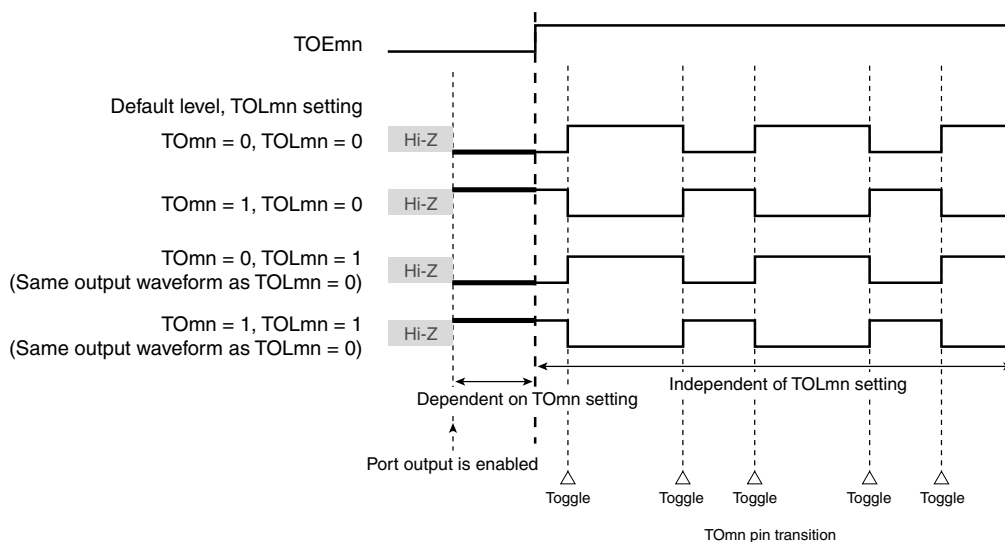 TOEmn
Default level, TOLmn setting
TOmn = 0, TOLmn = 0
Hi-Z
TOmn = 1, TOLmn = 0
Hi-Z
TOmn = 0, TOLmn = 1
(Same output waveform as TOLmn = 0)
Hi-Z
TOmn = 1, TOLmn = 1
(Same output waveform as TOLmn = 0)
Hi-Z
Independent of TOLmn setting
Dependent on TOmn setting
Port output is enabled
Toggle
Toggle
Toggle
Toggle
Toggle
TOmn pin transition